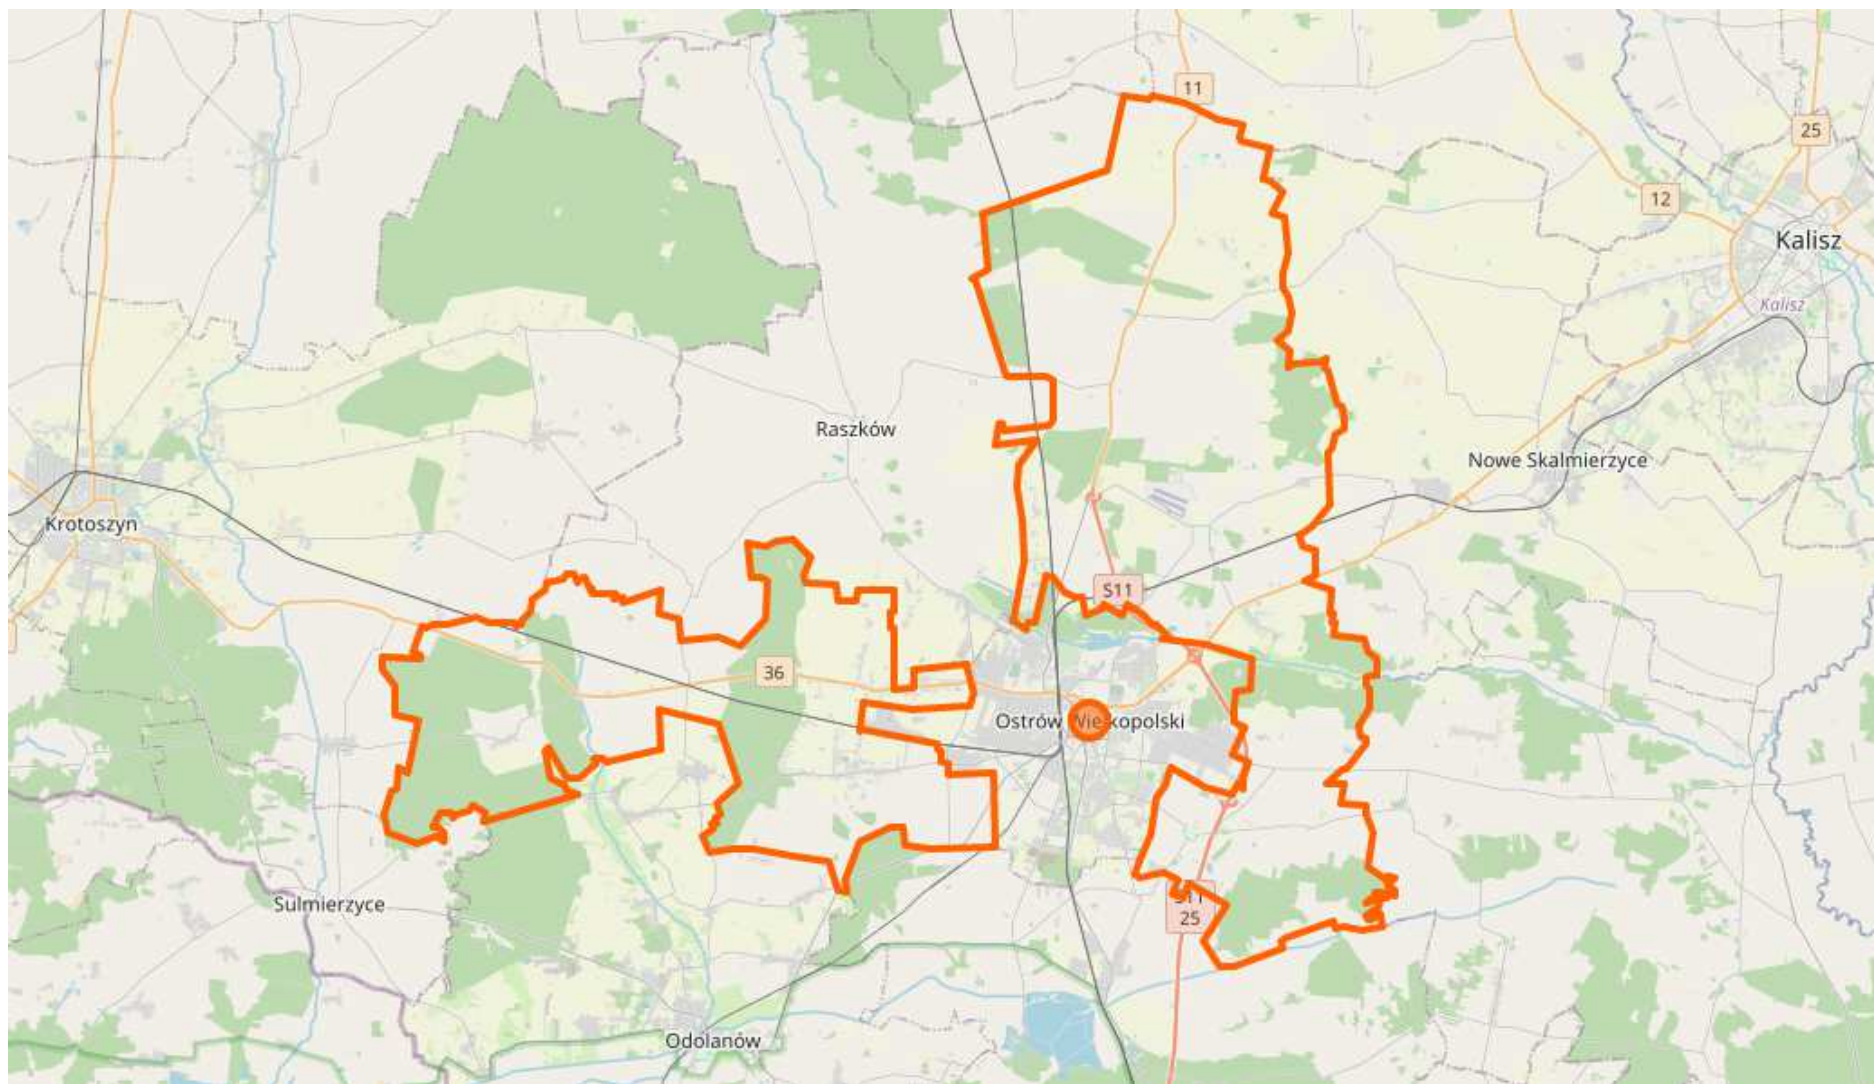 11
25
12
Kalisz
Kalisz
Raszków
Nowe Skalmierzyce
Krotoszyn
S11
36
Ostrów Wielkopolski
S11
25
Sulmierzyce
Odolanów